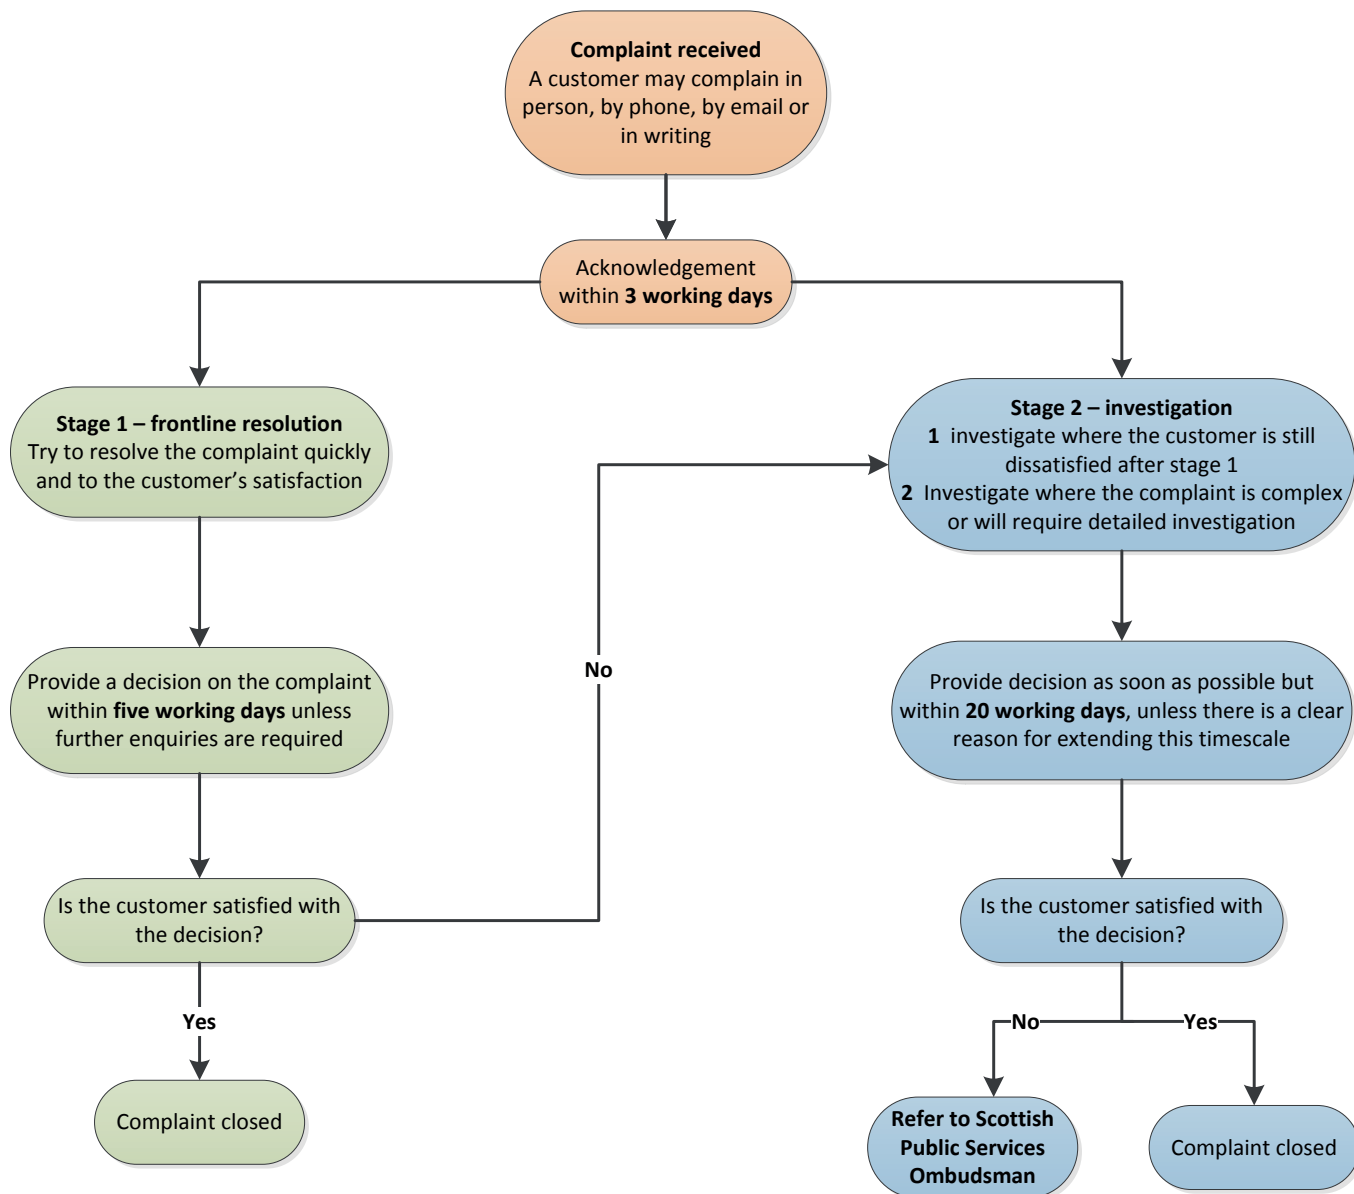 Complaint received
A customer may complain in
person, by phone, by email or
in writing
Acknowledgement
within 3 working days
Stage 1 – frontline resolution
Try to resolve the complaint quickly
and to the customer’s satisfaction
Stage 2 – investigation
1 investigate where the customer is still
dissatisfied after stage 1
2 Investigate where the complaint is complex
or will require detailed investigation
Provide a decision on the complaint
within five working days unless
further enquiries are required
No
Provide decision as soon as possible but
within 20 working days, unless there is a clear
reason for extending this timescale
Is the customer satisfied with
the decision?
Is the customer satisfied with
the decision?
Yes
No
Yes
Complaint closed
Refer to Scottish
Public Services
Ombudsman
Complaint closed